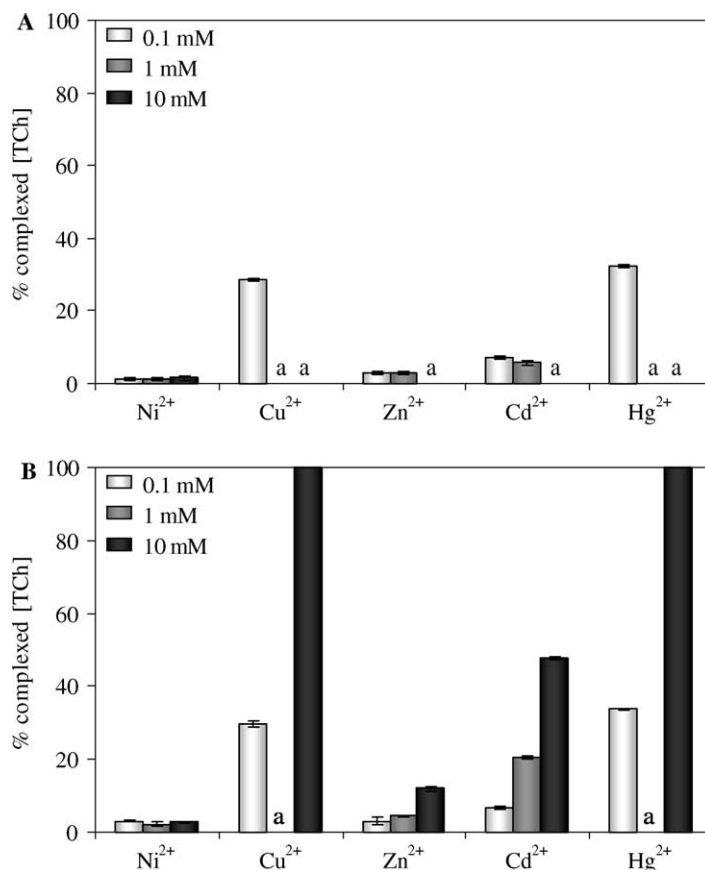 A
100
80
60
40
20
0
% complexed [TCh]
0.1 mM
1 mM
10 mM
a a a a a a
Ni²⁺ Cu²⁺ Zn²⁺ Cd²⁺ Hg²⁺
B
100
80
60
40
20
0
% complexed [TCh]
0.1 mM
1 mM
10 mM
a a
Ni²⁺ Cu²⁺ Zn²⁺ Cd²⁺ Hg²⁺